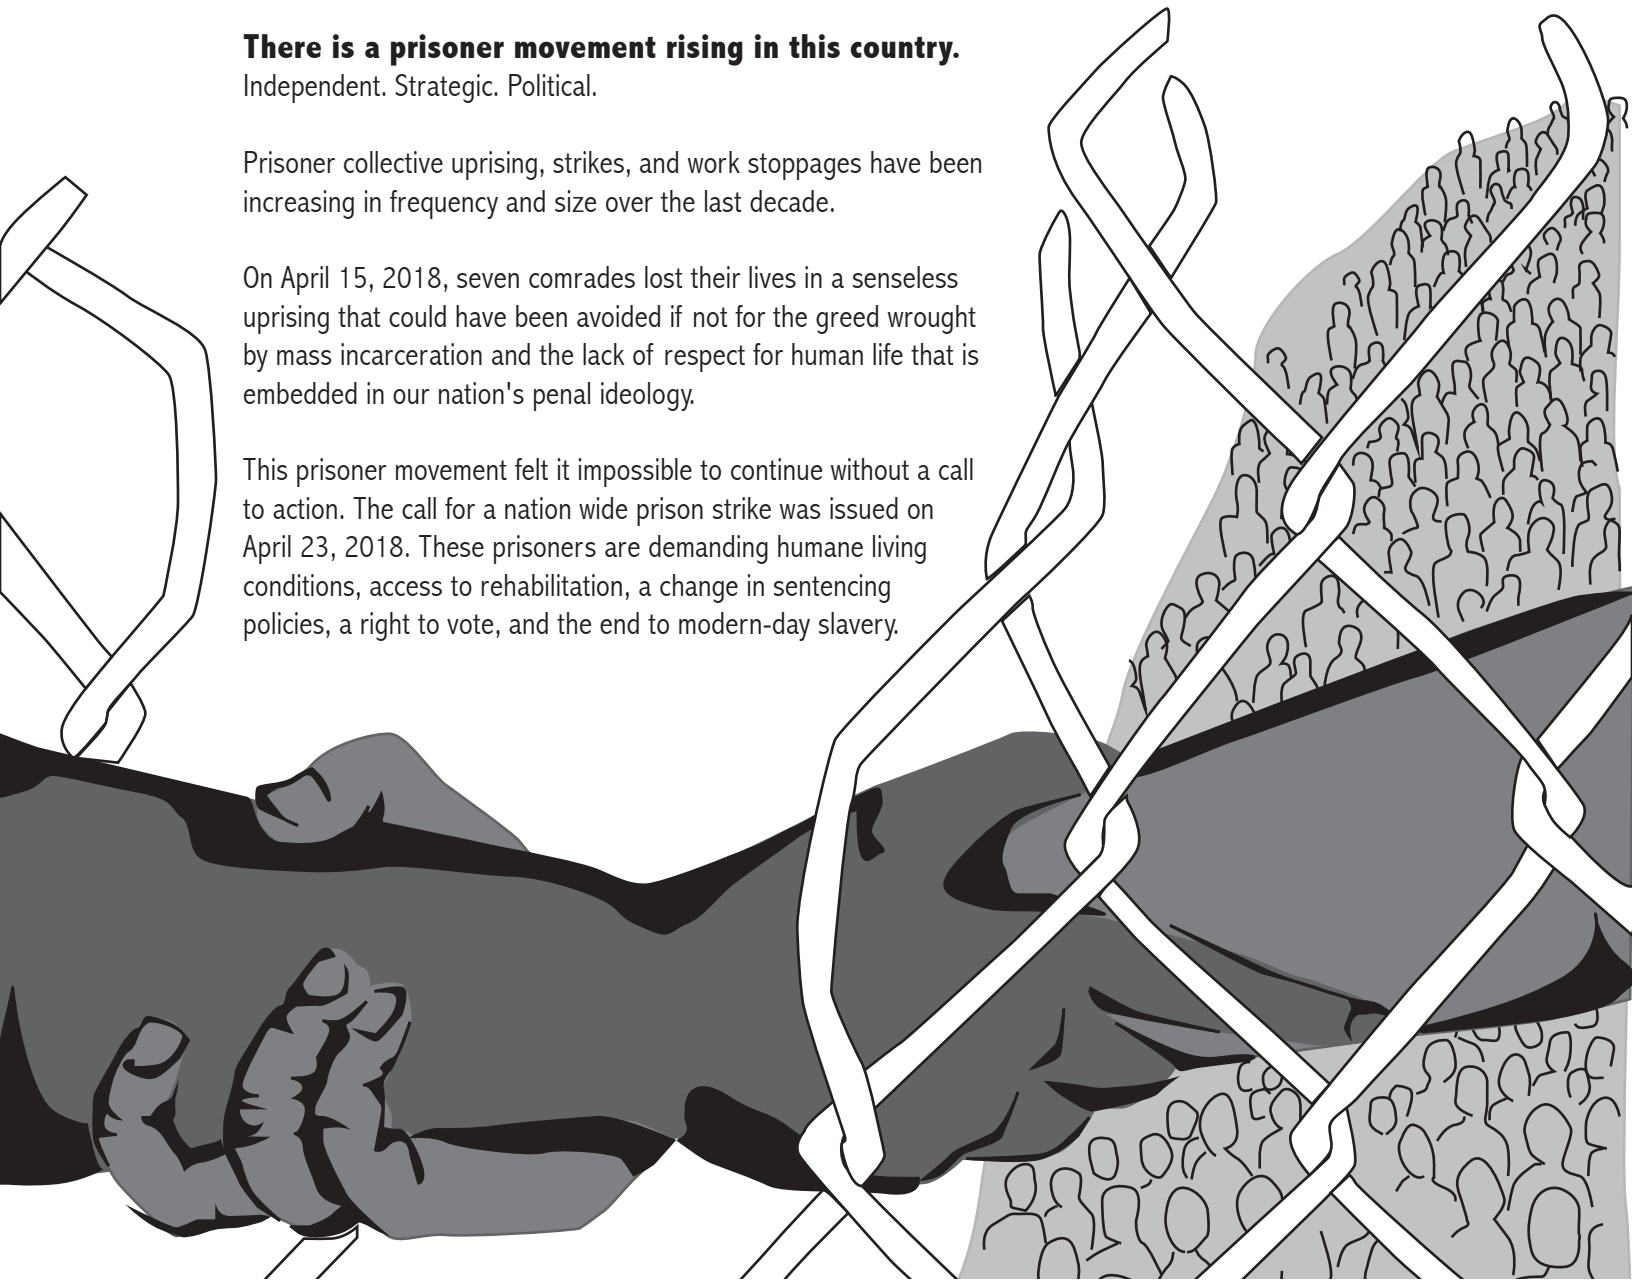 There is a prisoner movement rising in this country.
Independent. Strategic. Political.
Prisoner collective uprising, strikes, and work stoppages have been
increasing in frequency and size over the last decade.
On April 15, 2018, seven comrades lost their lives in a senseless
uprising that could have been avoided if not for the greed wrought
by mass incarceration and the lack of respect for human life that is
embedded in our nation's penal ideology.
This prisoner movement felt it impossible to continue without a call
to action. The call for a nation wide prison strike was issued on
April 23, 2018. These prisoners are demanding humane living
conditions, access to rehabilitation, a change in sentencing
policies, a right to vote, and the end to modern-day slavery.